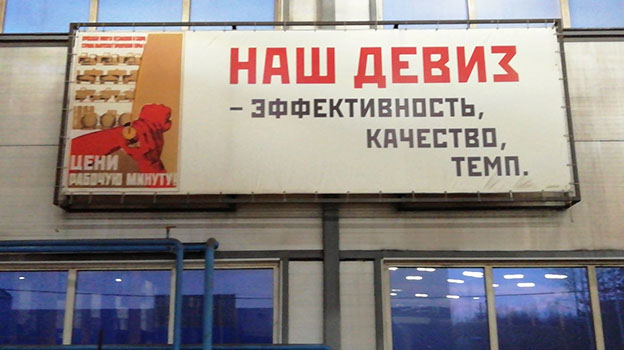 НАШ ДЕВИЗ
– ЭФФЕКТИВНОСТЬ,
КАЧЕСТВО,
ТЕМП.
ЦЕНИ
РАБОЧУЮ МИНУТУ!